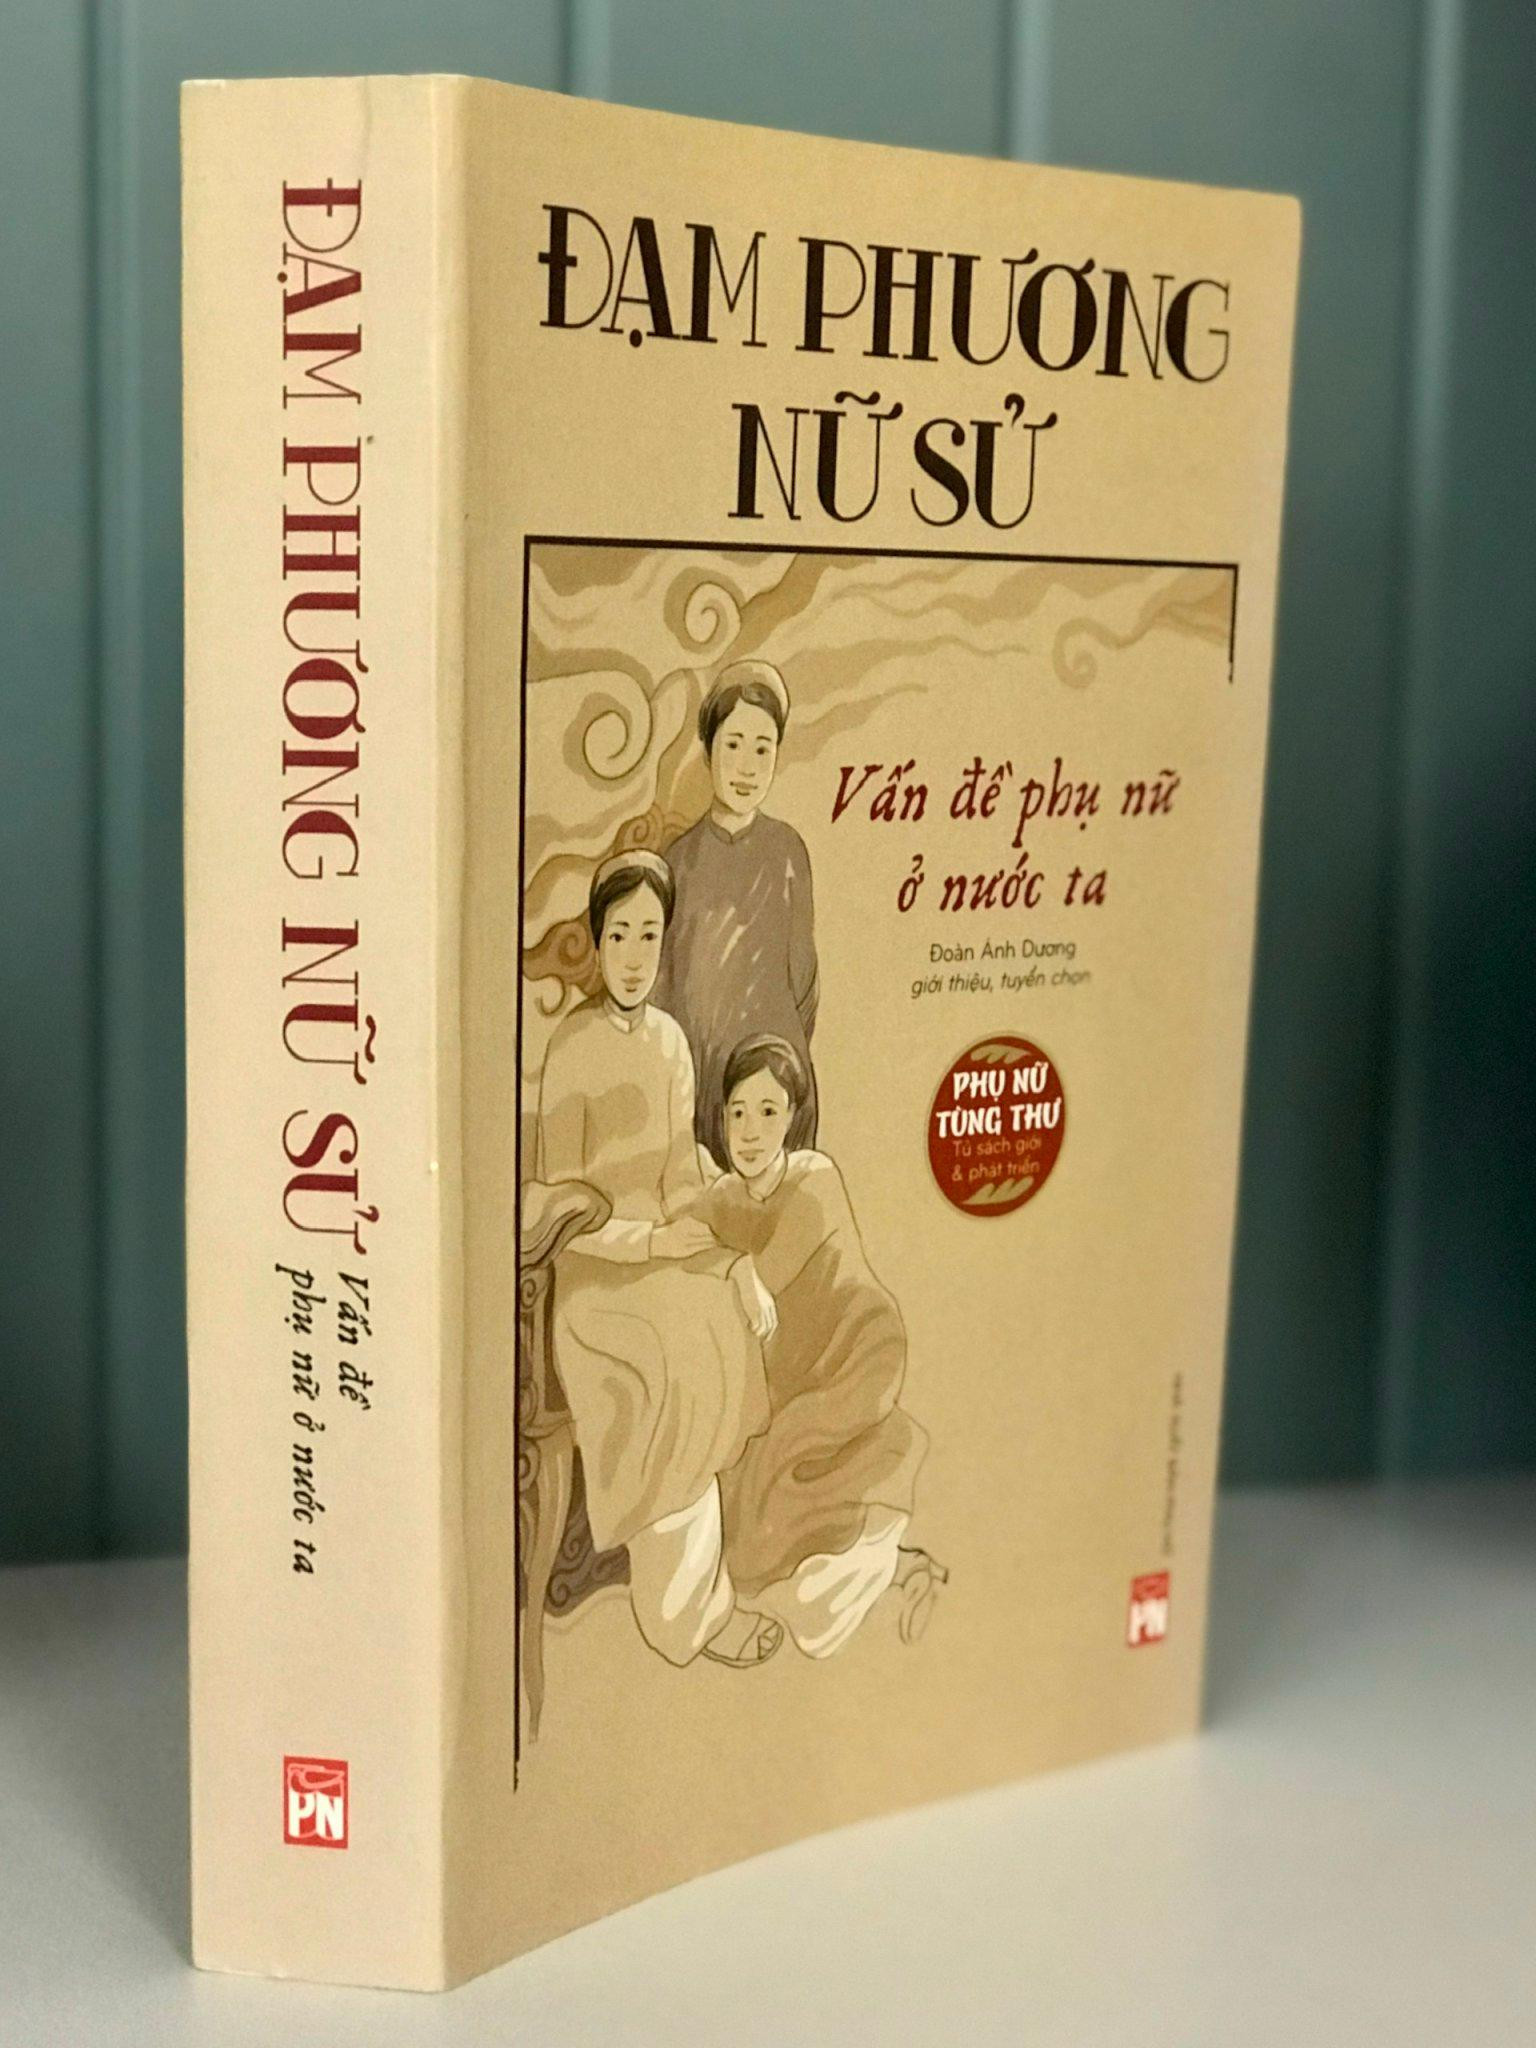 ĐẠM PHƯƠNG NỮ SỬ
Vấn đề
phụ nữ ở nước ta
PN
ĐẠM PHƯƠNG
NỮ SỬ
Vấn đề phụ nữ
ở nước ta
Đoàn Ánh Dương
giới thiệu, tuyển chọn
PHỤ NỮ
TÙNG THƯ
Tủ sách giới
& phát triển
PN